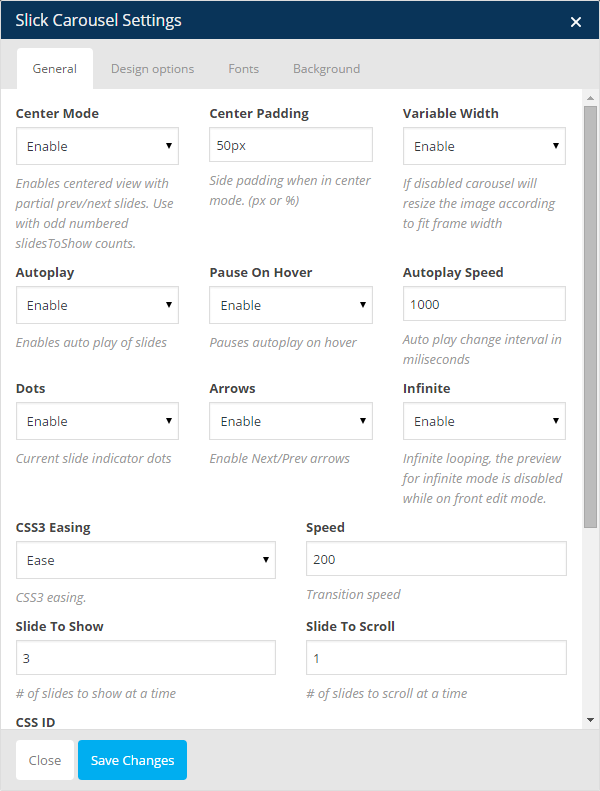 Slick Carousel Settings ×
General Design options Fonts Background
Center Mode Center Padding Variable Width
Enable 50px Enable
Enables centered view with
partial prev/next slides. Use
with odd numbered
slidesToShow counts.
Side padding when in center
mode. (px or %)
If disabled carousel will
resize the image according
to fit frame width
Autoplay Pause On Hover Autoplay Speed
Enable Enable 1000
Enables auto play of slides
Pauses autoplay on hover
Auto play change interval in
miliseconds
Dots Arrows Infinite
Enable Enable Enable
Current slide indicator dots
Enable Next/Prev arrows
Infinite looping, the preview
for infinite mode is disabled
while on front edit mode.
CSS3 Easing Speed
Ease 200
CSS3 easing. Transition speed
Slide To Show Slide To Scroll
3 1
# of slides to show at a time # of slides to scroll at a time
CSS ID
Close Save Changes